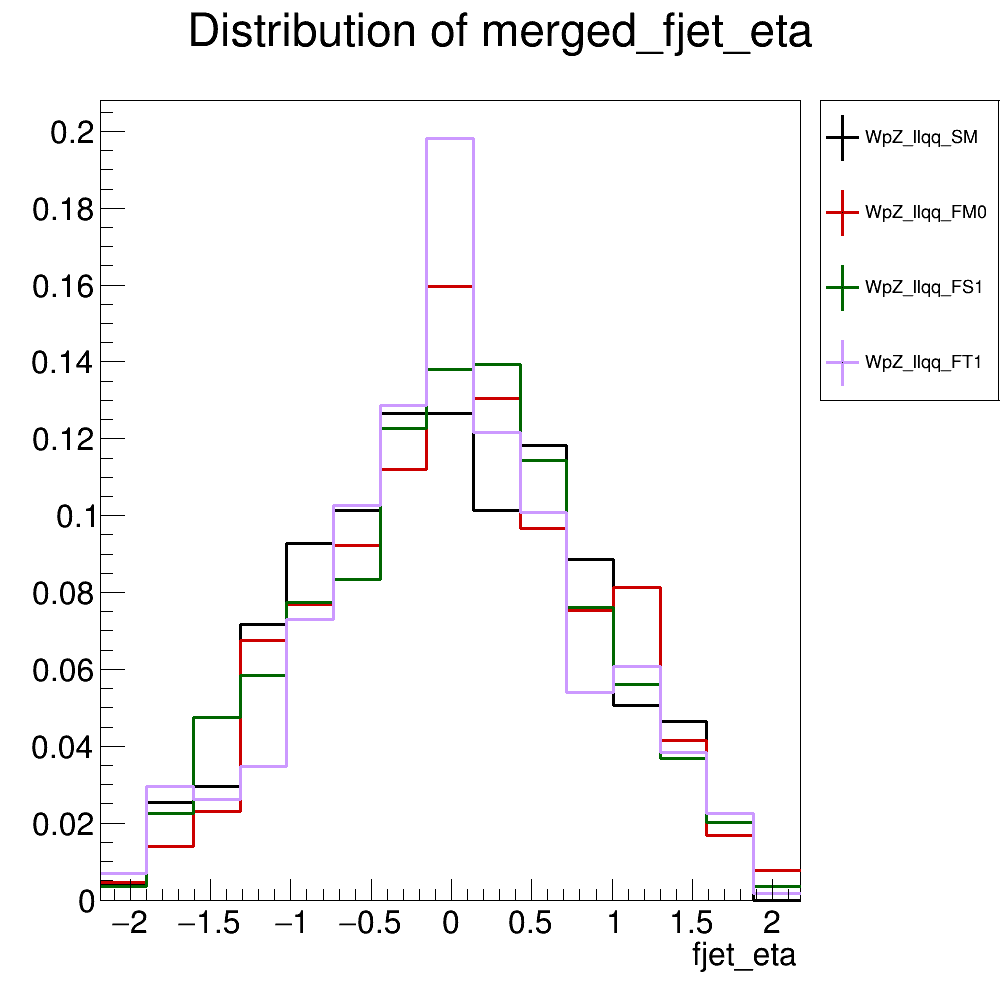 Distribution of merged_fjet_eta
WpZ_llqq_SM
WpZ_llqq_FM0
WpZ_llqq_FS1
WpZ_llqq_FT1
0.2
0.18
0.16
0.14
0.12
0.1
0.08
0.06
0.04
0.02
0
−2 −1.5 −1 −0.5 0 0.5 1 1.5 2
fjet_eta